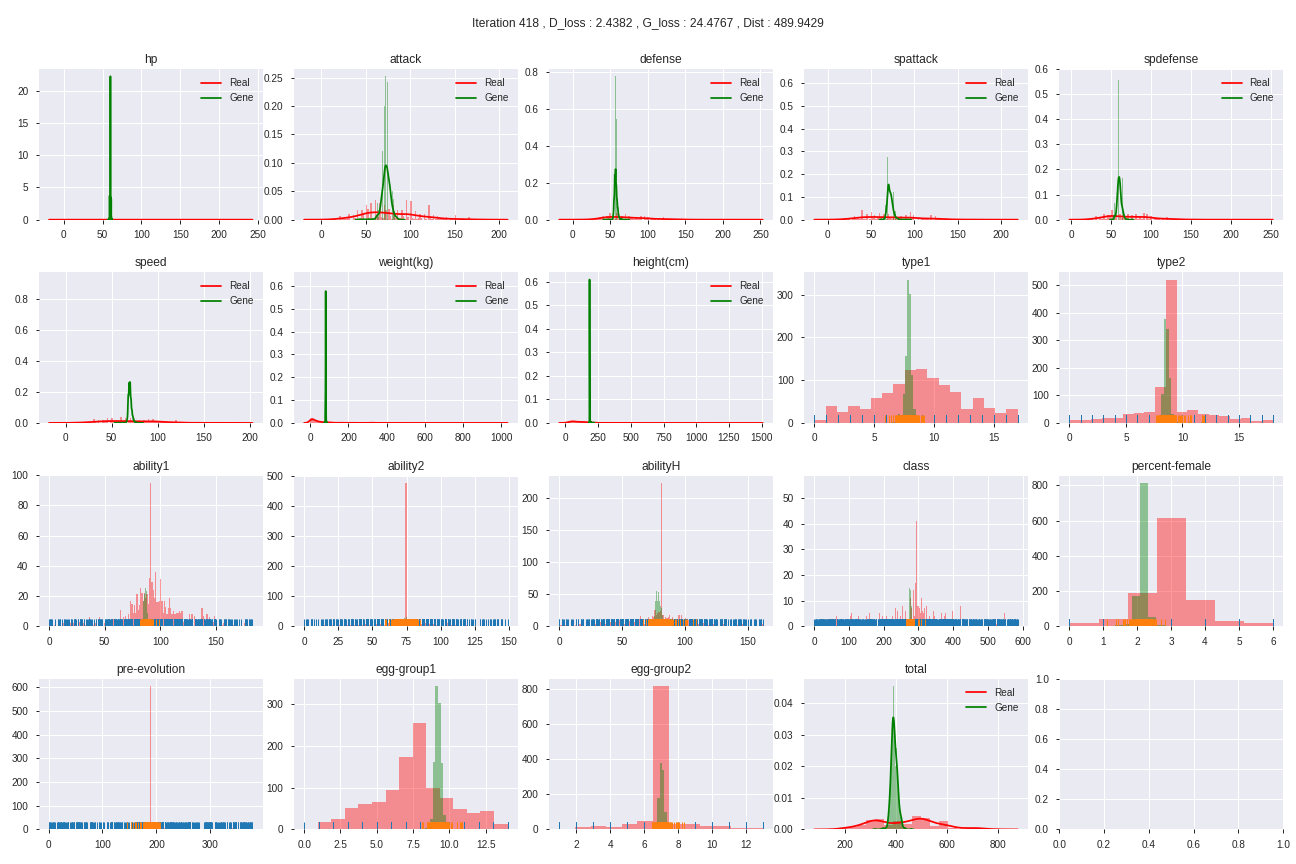 Iteration 418 , D_loss : 2.4382 , G_loss : 24.4767 , Dist : 489.9429
hp
attack
defense
spattack
spdefense
20
15
10
5
0
Real
Gene
0 50 100 150 200 250
0.25
0.20
0.15
0.10
0.05
0.00
Real
Gene
0 50 100 150 200
0.8
0.6
0.4
0.2
0.0
Real
Gene
0 50 100 150 200 250
0.6
0.5
0.4
0.3
0.2
0.1
0.0
Real
Gene
0 50 100 150 200
0.6
0.5
0.4
0.3
0.2
0.1
0.0
Real
Gene
0 50 100 150 200 250
speed
weight(kg)
height(cm)
type1
type2
0.8
0.6
0.4
0.2
0.0
Real
Gene
0 50 100 150 200
0.6
0.5
0.4
0.3
0.2
0.1
0.0
Real
Gene
0 200 400 600 800 1000
0.6
0.5
0.4
0.3
0.2
0.1
0.0
Real
Gene
0 250 500 750 1000 1250 1500
300
200
100
0
0 5 10 15
500
400
300
200
100
0
0 5 10 15
ability1
ability2
abilityH
class
percent-female
100
80
60
40
20
0
0 50 100 150
500
400
300
200
100
0
0 25 50 75 100 125 150
200
150
100
50
0
0 50 100 150
50
40
30
20
10
0
0 100 200 300 400 500 600
800
600
400
200
0
0 1 2 3 4 5 6
pre-evolution
egg-group1
egg-group2
total
600
500
400
300
200
100
0
0 100 200 300
300
200
100
0
0.0 2.5 5.0 7.5 10.0 12.5
800
600
400
200
0
2 4 6 8 10 12
0.04
0.03
0.02
0.01
0.00
Real
Gene
200 400 600 800
1.0
0.8
0.6
0.4
0.2
0.0
0.0 0.2 0.4 0.6 0.8 1.0